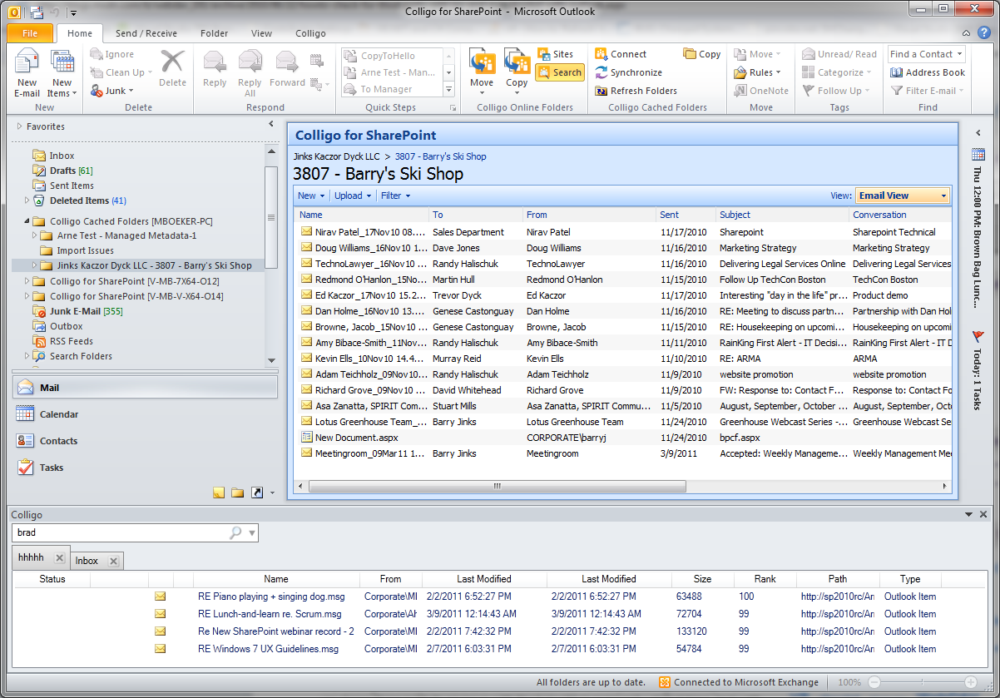 Colligo for SharePoint - Microsoft Outlook
File Home Send / Receive Folder View Colligo
Ignore CopyToHello Sites Connect Copy Move Unread / Read Find a Contact
Clean Up Arne Test - Man... Search Synchronize Rules Categorize Address Book
Junk To Manager Refresh Folders OneNote Follow Up Filter E-mail
New E-mail New Items Delete Reply Reply All Forward Move Copy
New Delete Respond Quick Steps Colligo Online Folders Colligo Cached Folders Move Tags Find
Favorites
Inbox
Drafts [61]
Sent Items
Deleted Items (41)
Colligo Cached Folders [MBOEKER-PC]
Arne Test - Managed Metadata-1
Import Issues
Jinks Kaczor Dyck LLC - 3807 - Barry's Ski Shop
Colligo for SharePoint [V-MB-7X64-O12]
Colligo for SharePoint [V-MB-V-X64-O14]
Junk E-Mail [355]
Outbox
RSS Feeds
Search Folders
Mail
Calendar
Contacts
Tasks
Colligo for SharePoint
Jinks Kaczor Dyck LLC > 3807 - Barry's Ski Shop
3807 - Barry's Ski Shop
New Upload Filter View: Email View
Name To From Sent Subject Conversation
Nirav Patel_17Nov10 08.... Sales Department Nirav Patel 11/17/2010 Sharepoint Sharepoint Technical
Doug Williams_16Nov10 1... Dave Jones Doug Williams 11/16/2010 Marketing Strategy Marketing Strategy
TechnoLawyer_16Nov10 ... Randy Halischuk TechnoLawyer 11/16/2010 Delivering Legal Services Online Delivering Legal Services
Redmond O'Hanlon_15Nov... Martin Hull Redmond O'Hanlon 11/15/2010 Follow Up TechCon Boston TechCon Boston
Ed Kaczor_17Nov10 15.2... Trevor Dyck Ed Kaczor 11/17/2010 Interesting "day in the life" pr... Product demo
Dan Holme_16Nov10 13.... Genese Castonguay Dan Holme 11/16/2010 RE: Meeting to discuss partn... Partnership with Dan Hol
Browne, Jacob_15Nov10 ... Genese Castonguay Browne, Jacob 11/15/2010 RE: Housekeeping on upcomi... Housekeeping on upcomi
Amy Bibace-Smith_11Nov... Randy Halischuk Amy Bibace-Smith 11/11/2010 RainKing First Alert - IT Decisi... RainKing First Alert - IT D
Kevin Ells_10Nov10 14.4... Murray Reid Kevin Ells 11/10/2010 RE: ARMA ARMA
Adam Teichholz_09Nov10 ... Randy Halischuk Adam Teichholz 11/9/2010 website promotion website promotion
Richard Grove_09Nov10 ... David Whitehead Richard Grove 11/9/2010 FW: Response to: Contact F... Response to: Contact Fo
Asa Zanatta, SPIRIT Com... Stuart Mills Asa Zanatta, SPIRIT Commu... 11/5/2010 August, September, October ... August, September, Oct
Lotus Greenhouse Team_... Barry Jinks Lotus Greenhouse Team 11/24/2010 Greenhouse Webcast Series -... Greenhouse Webcast Se
New Document.aspx CORPORATE\barryj 11/24/2010 bpcf.aspx
Meetingroom_09Mar11 1... Barry Jinks Meetingroom 3/9/2011 Accepted: Weekly Manageme... Weekly Management Mee
Thu 12:00 PM: Brown Bag Lunc...
Today: 1 Tasks
Colligo
brad
hhhhh Inbox
Status Name From Last Modified Last Modified Size Rank Path Type
RE Piano playing + singing dog.msg Corporate\MI 2/2/2011 6:52:27 PM 2/2/2011 6:52:27 PM 63488 100 http://sp2010rc/An Outlook Item
RE Lunch-and-learn re. Scrum.msg Corporate\Ah 3/9/2011 12:14:43 AM 3/9/2011 12:14:43 AM 72704 99 http://sp2010rc/An Outlook Item
Re New SharePoint webinar record - 2 Corporate\MI 2/2/2011 7:42:32 PM 2/2/2011 7:42:32 PM 133120 99 http://sp2010rc/An Outlook Item
RE Windows 7 UX Guidelines.msg Corporate\MI 2/7/2011 6:03:31 PM 2/7/2011 6:03:31 PM 54784 99 http://sp2010rc/An Outlook Item
All folders are up to date. Connected to Microsoft Exchange 100%